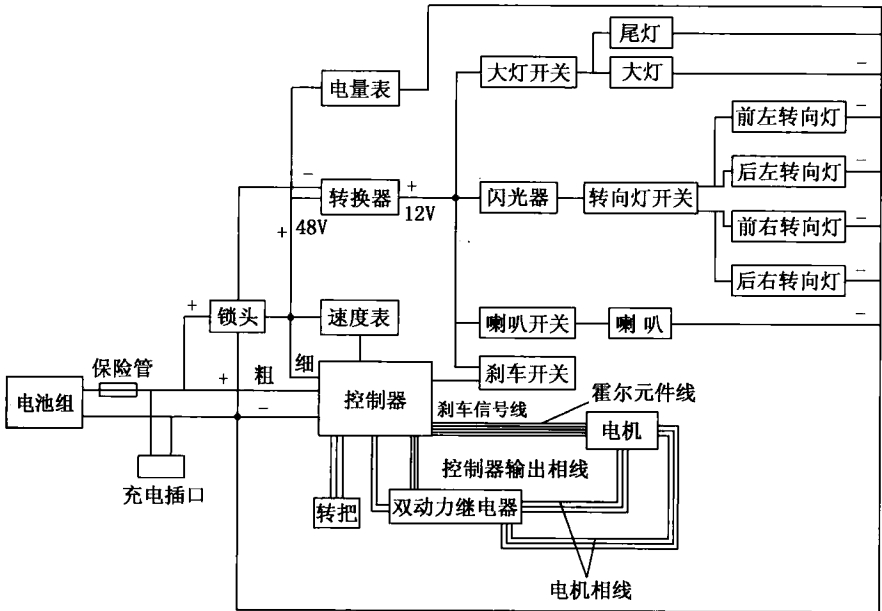 尾灯
大灯开关
大灯
−
电量表
前左转向灯
−
−
转换器
+
12V
闪光器
转向灯开关
后左转向灯
−
+
48V
前右转向灯
−
后右转向灯
−
+
锁头
速度表
喇叭开关
喇叭
−
保险管
+
粗
细
刹车开关
电池组
−
控制器
刹车信号线
霍尔元件线
电机
充电插口
控制器输出相线
转把
双动力继电器
电机相线